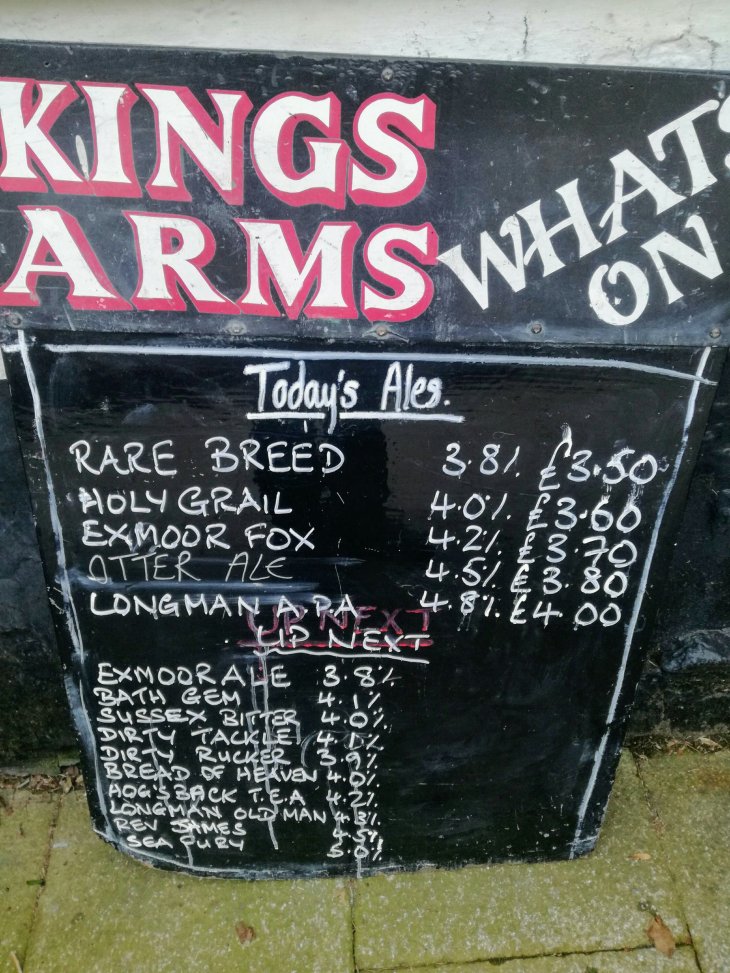 KINGS
ARMS
WHATS
ON
Today's Ales.
RARE BREED 3.8% £3.50
HOLY GRAIL 4.0% £3.60
EXMOOR FOX 4.2% £3.70
OTTER ALE 4.5% £3.80
LONGMAN A.P.A 4.8% £4.00
UP NEXT
UP NEXT
EXMOOR ALE 3.8%
BATH GEM 4.1%
SUSSEX BITTER 4.0%
DIRTY TACKLE 4.1%
DIRTY RUCKER 3.9%
BREAD OF HEAVEN 4.0%
HOG'S BACK T.E.A 4.2%
LONGMAN OLD MAN 4.3%
REV JAMES 4.5%
SEA FURY 5.0%